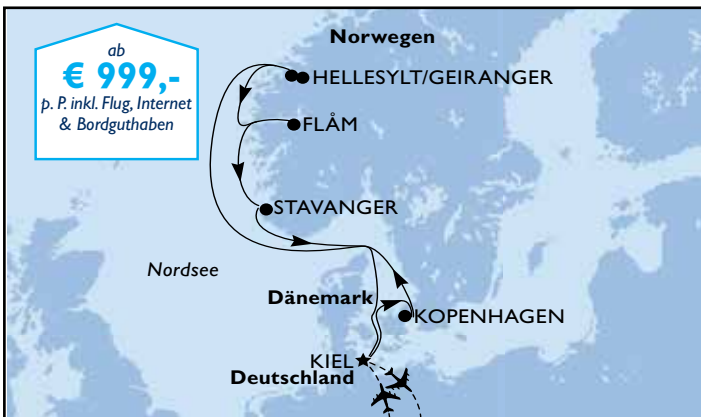 ab
€ 999,-
p. P. inkl. Flug, Internet
& Bordguthaben
Norwegen
HELLESYLT/GEIRANGER
FLÅM
STAVANGER
Nordsee
Dänemark
KOPENHAGEN
KIEL
Deutschland